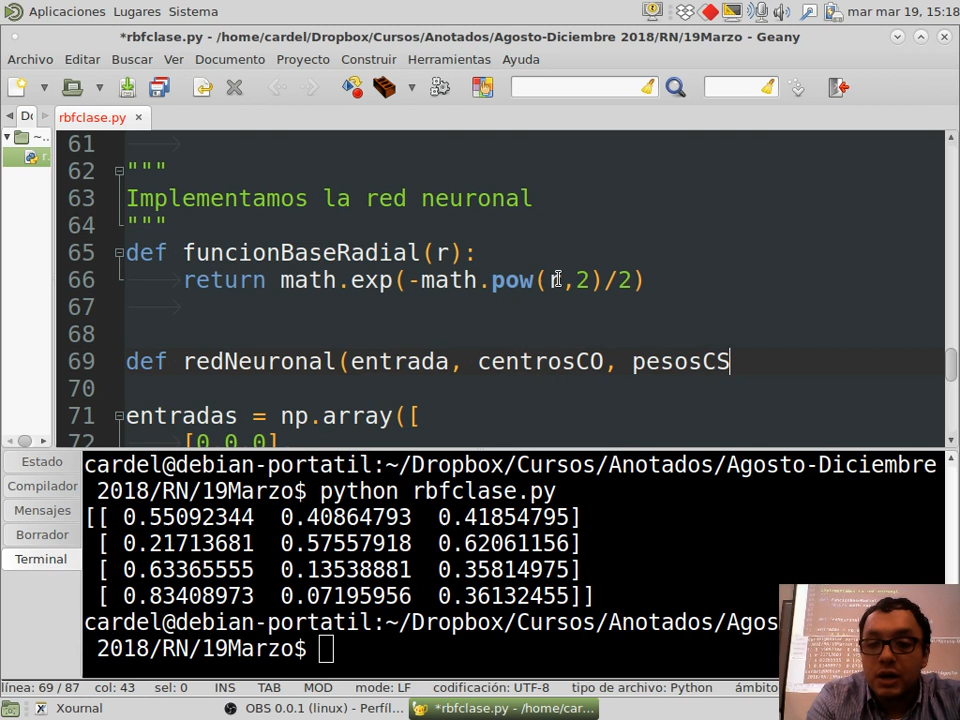 Aplicaciones Lugares Sistema
mar mar 19, 15:18
*rbfclase.py - /home/cardel/Dropbox/Cursos/Anotados/Agosto-Diciembre 2018/RN/19Marzo - Geany
Archivo Editar Buscar Ver Documento Proyecto Construir Herramientas Ayuda
rbfclase.py
61
62 """
63 Implementamos la red neuronal
64 """
65 def funcionBaseRadial(r):
66 return math.exp(-math.pow(r,2)/2)
67
68
69 def redNeuronal(entrada, centrosCO, pesosCS
70
71 entradas = np.array([
72 [0,0,0],
Estado
Compilador
Mensajes
Borrador
Terminal
cardel@debian-portatil:~/Dropbox/Cursos/Anotados/Agosto-Diciembre
2018/RN/19Marzo$ python rbfclase.py
[[ 0.55092344 0.40864793 0.41854795]
[ 0.21713681 0.57557918 0.62061156]
[ 0.63365555 0.13538881 0.35814975]
[ 0.83408973 0.07195956 0.36132455]]
cardel@debian-portatil:~/Dropbox/Cursos/Anotados/Agos
2018/RN/19Marzo$
línea: 69 / 87 col: 43 sel: 0 INS TAB MOD mode: LF codificación: UTF-8 tipo de archivo: Python ámbito
Xournal OBS 0.0.1 (linux) - Perfíl... *rbfclase.py - /home/car...